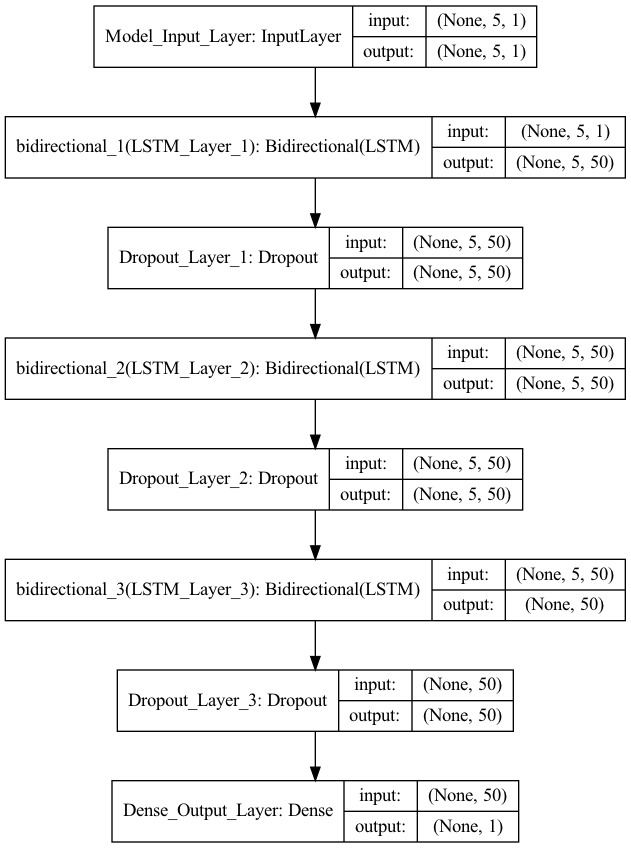 Model_Input_Layer: InputLayer
input: (None, 5, 1)
output: (None, 5, 1)
bidirectional_1(LSTM_Layer_1): Bidirectional(LSTM)
input: (None, 5, 1)
output: (None, 5, 50)
Dropout_Layer_1: Dropout
input: (None, 5, 50)
output: (None, 5, 50)
bidirectional_2(LSTM_Layer_2): Bidirectional(LSTM)
input: (None, 5, 50)
output: (None, 5, 50)
Dropout_Layer_2: Dropout
input: (None, 5, 50)
output: (None, 5, 50)
bidirectional_3(LSTM_Layer_3): Bidirectional(LSTM)
input: (None, 5, 50)
output: (None, 50)
Dropout_Layer_3: Dropout
input: (None, 50)
output: (None, 50)
Dense_Output_Layer: Dense
input: (None, 50)
output: (None, 1)